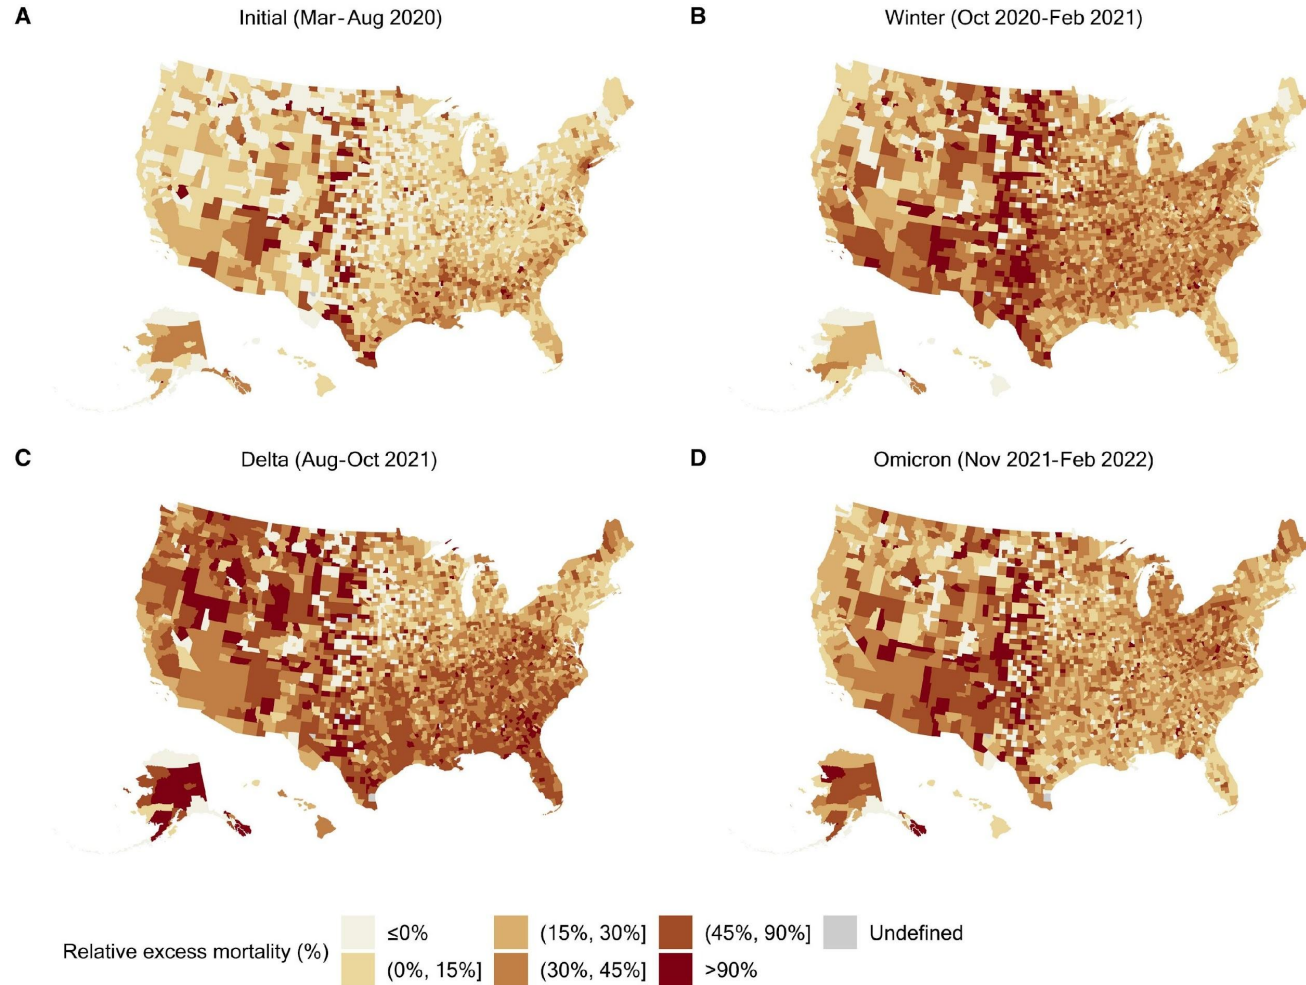 A
Initial (Mar-Aug 2020)
B
Winter (Oct 2020-Feb 2021)
C
Delta (Aug-Oct 2021)
D
Omicron (Nov 2021-Feb 2022)
Relative excess mortality (%)
≤0%
(0%, 15%]
(15%, 30%]
(30%, 45%]
(45%, 90%]
>90%
Undefined